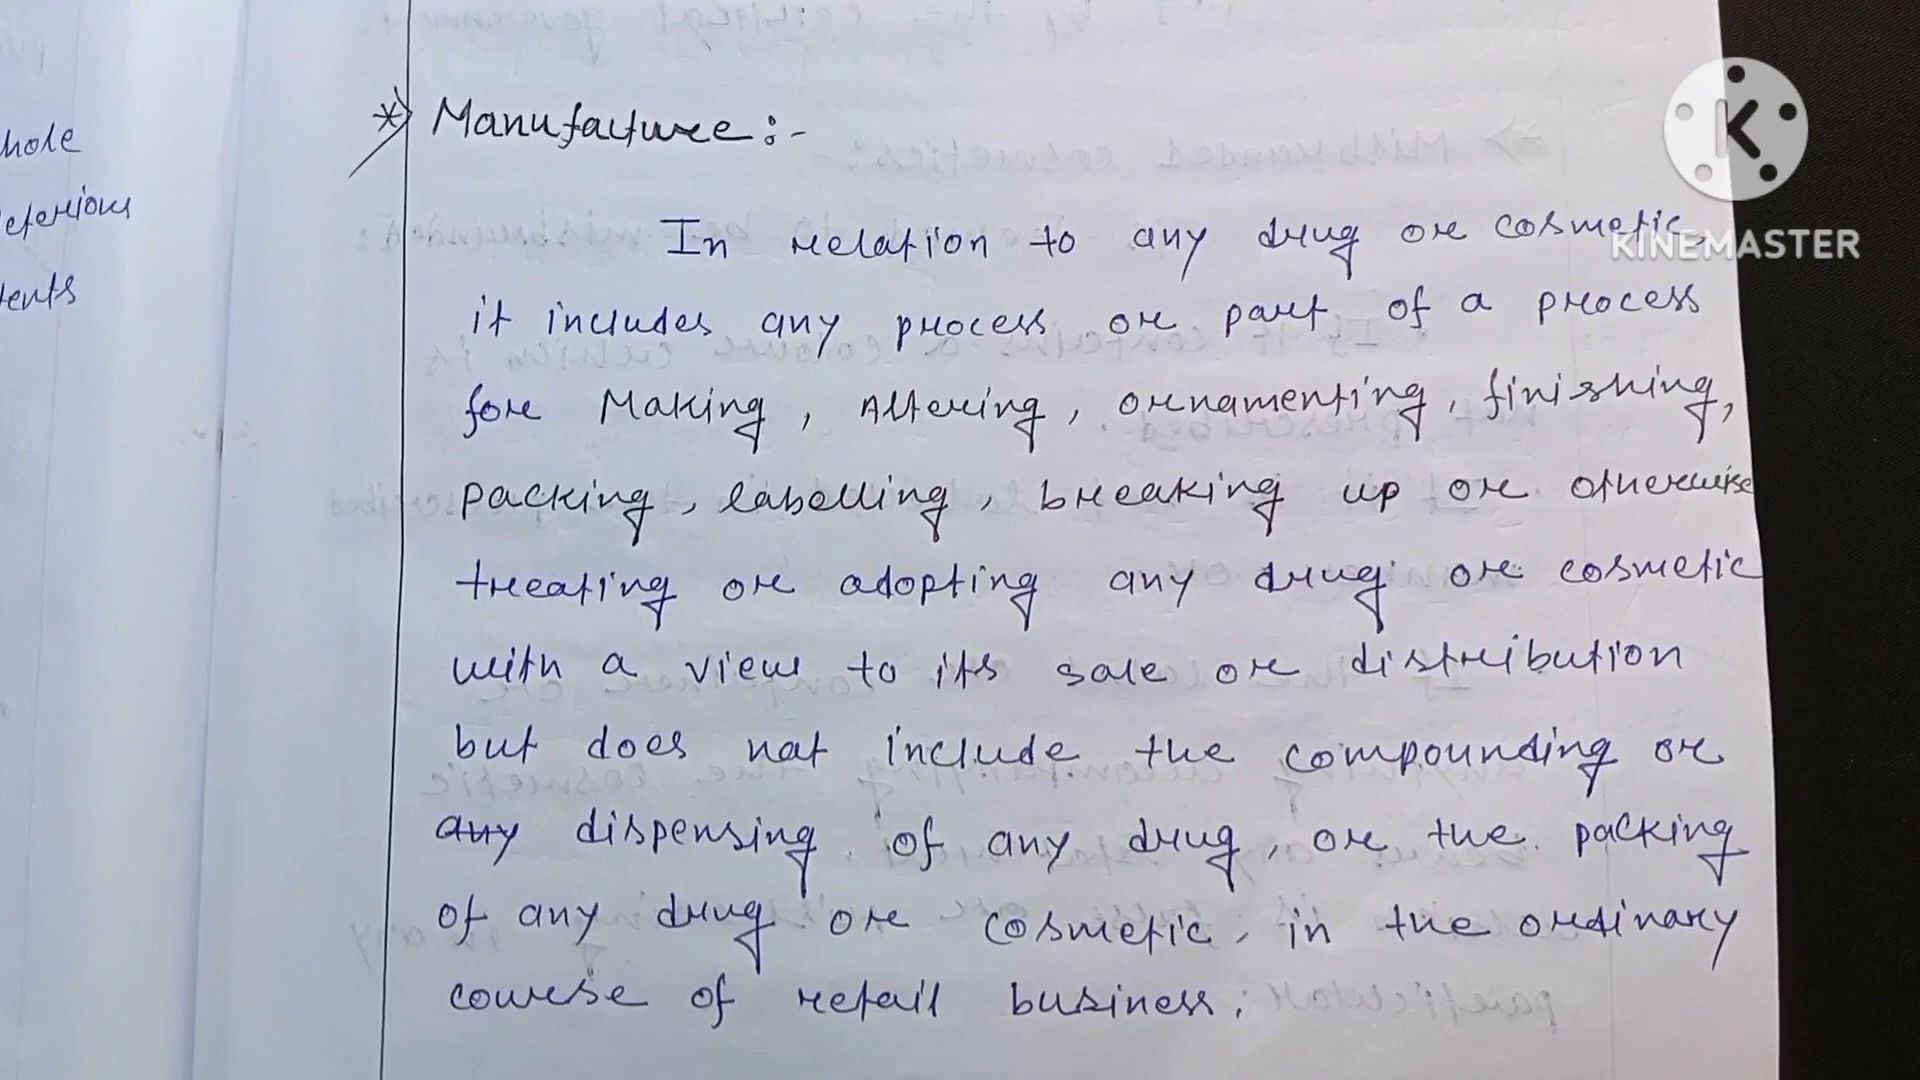 hole
eterious
tents
*) Manufacture:-
In relation to any drug or cosmetic,
it includes any process or part of a process
for Making, Altering, ornamenting, finishing,
packing, labelling, breaking up or otherwise
treating or adopting any drug or cosmetic
with a view to its sale or distribution
but does not include the compounding or
any dispensing of any drug, or the packing
of any drug or cosmetic, in the ordinary
course of retail business;
KINEMASTER